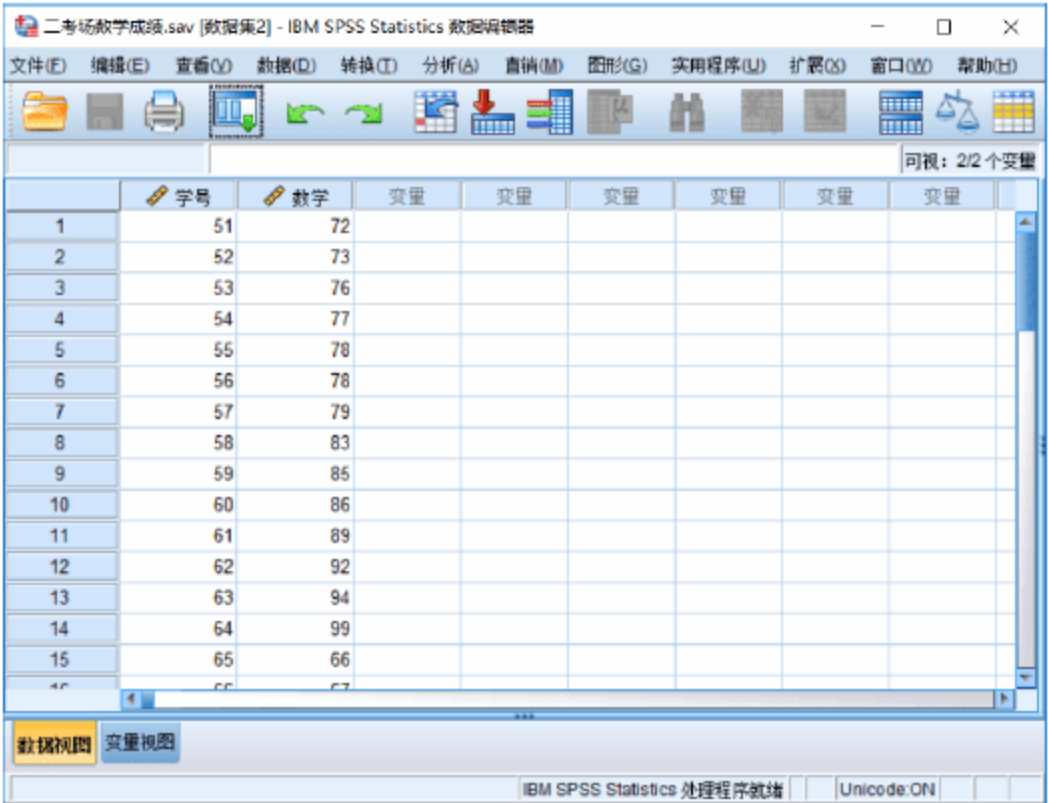 二考场数学成绩.sav [数据集2] - IBM SPSS Statistics 数据编辑器
文件(F) 编辑(E) 查看(V) 数据(D) 转换(T) 分析(A) 直销(M) 图形(G) 实用程序(U) 扩展(X) 窗口(W) 帮助(H)
可视: 2/2 个变量
学号 数学 变量 变量 变量 变量 变量 变量
1 51 72
2 52 73
3 53 76
4 54 77
5 55 78
6 56 78
7 57 79
8 58 83
9 59 85
10 60 86
11 61 89
12 62 92
13 63 94
14 64 99
15 65 66
数据视图 变量视图
IBM SPSS Statistics 处理程序就绪 Unicode:ON